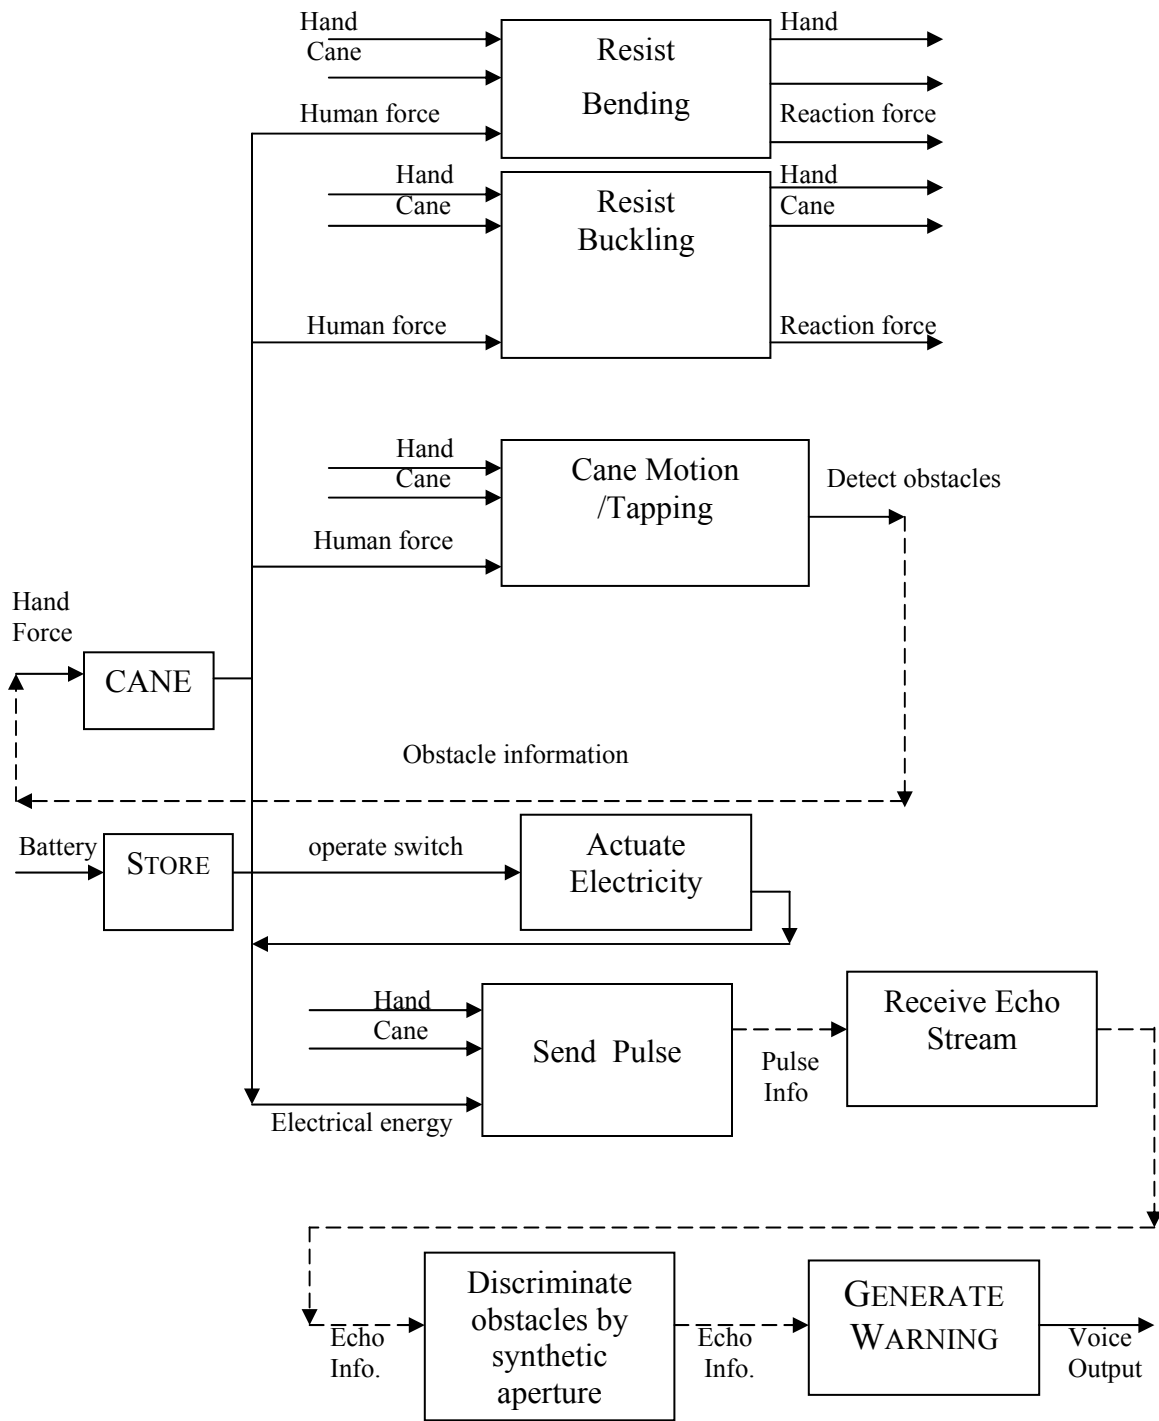 Hand
Cane
Human force
Resist
Bending
Hand
Reaction force
Hand
Cane
Human force
Resist
Buckling
Hand
Cane
Reaction force
Hand
Cane
Human force
Cane Motion
/Tapping
Detect obstacles
Hand
Force
CANE
Obstacle information
Battery
STORE
operate switch
Actuate
Electricity
Hand
Cane
Electrical energy
Send Pulse
Pulse
Info
Receive Echo
Stream
Echo
Info.
Discriminate
obstacles by
synthetic
aperture
Echo
Info.
GENERATE
WARNING
Voice
Output